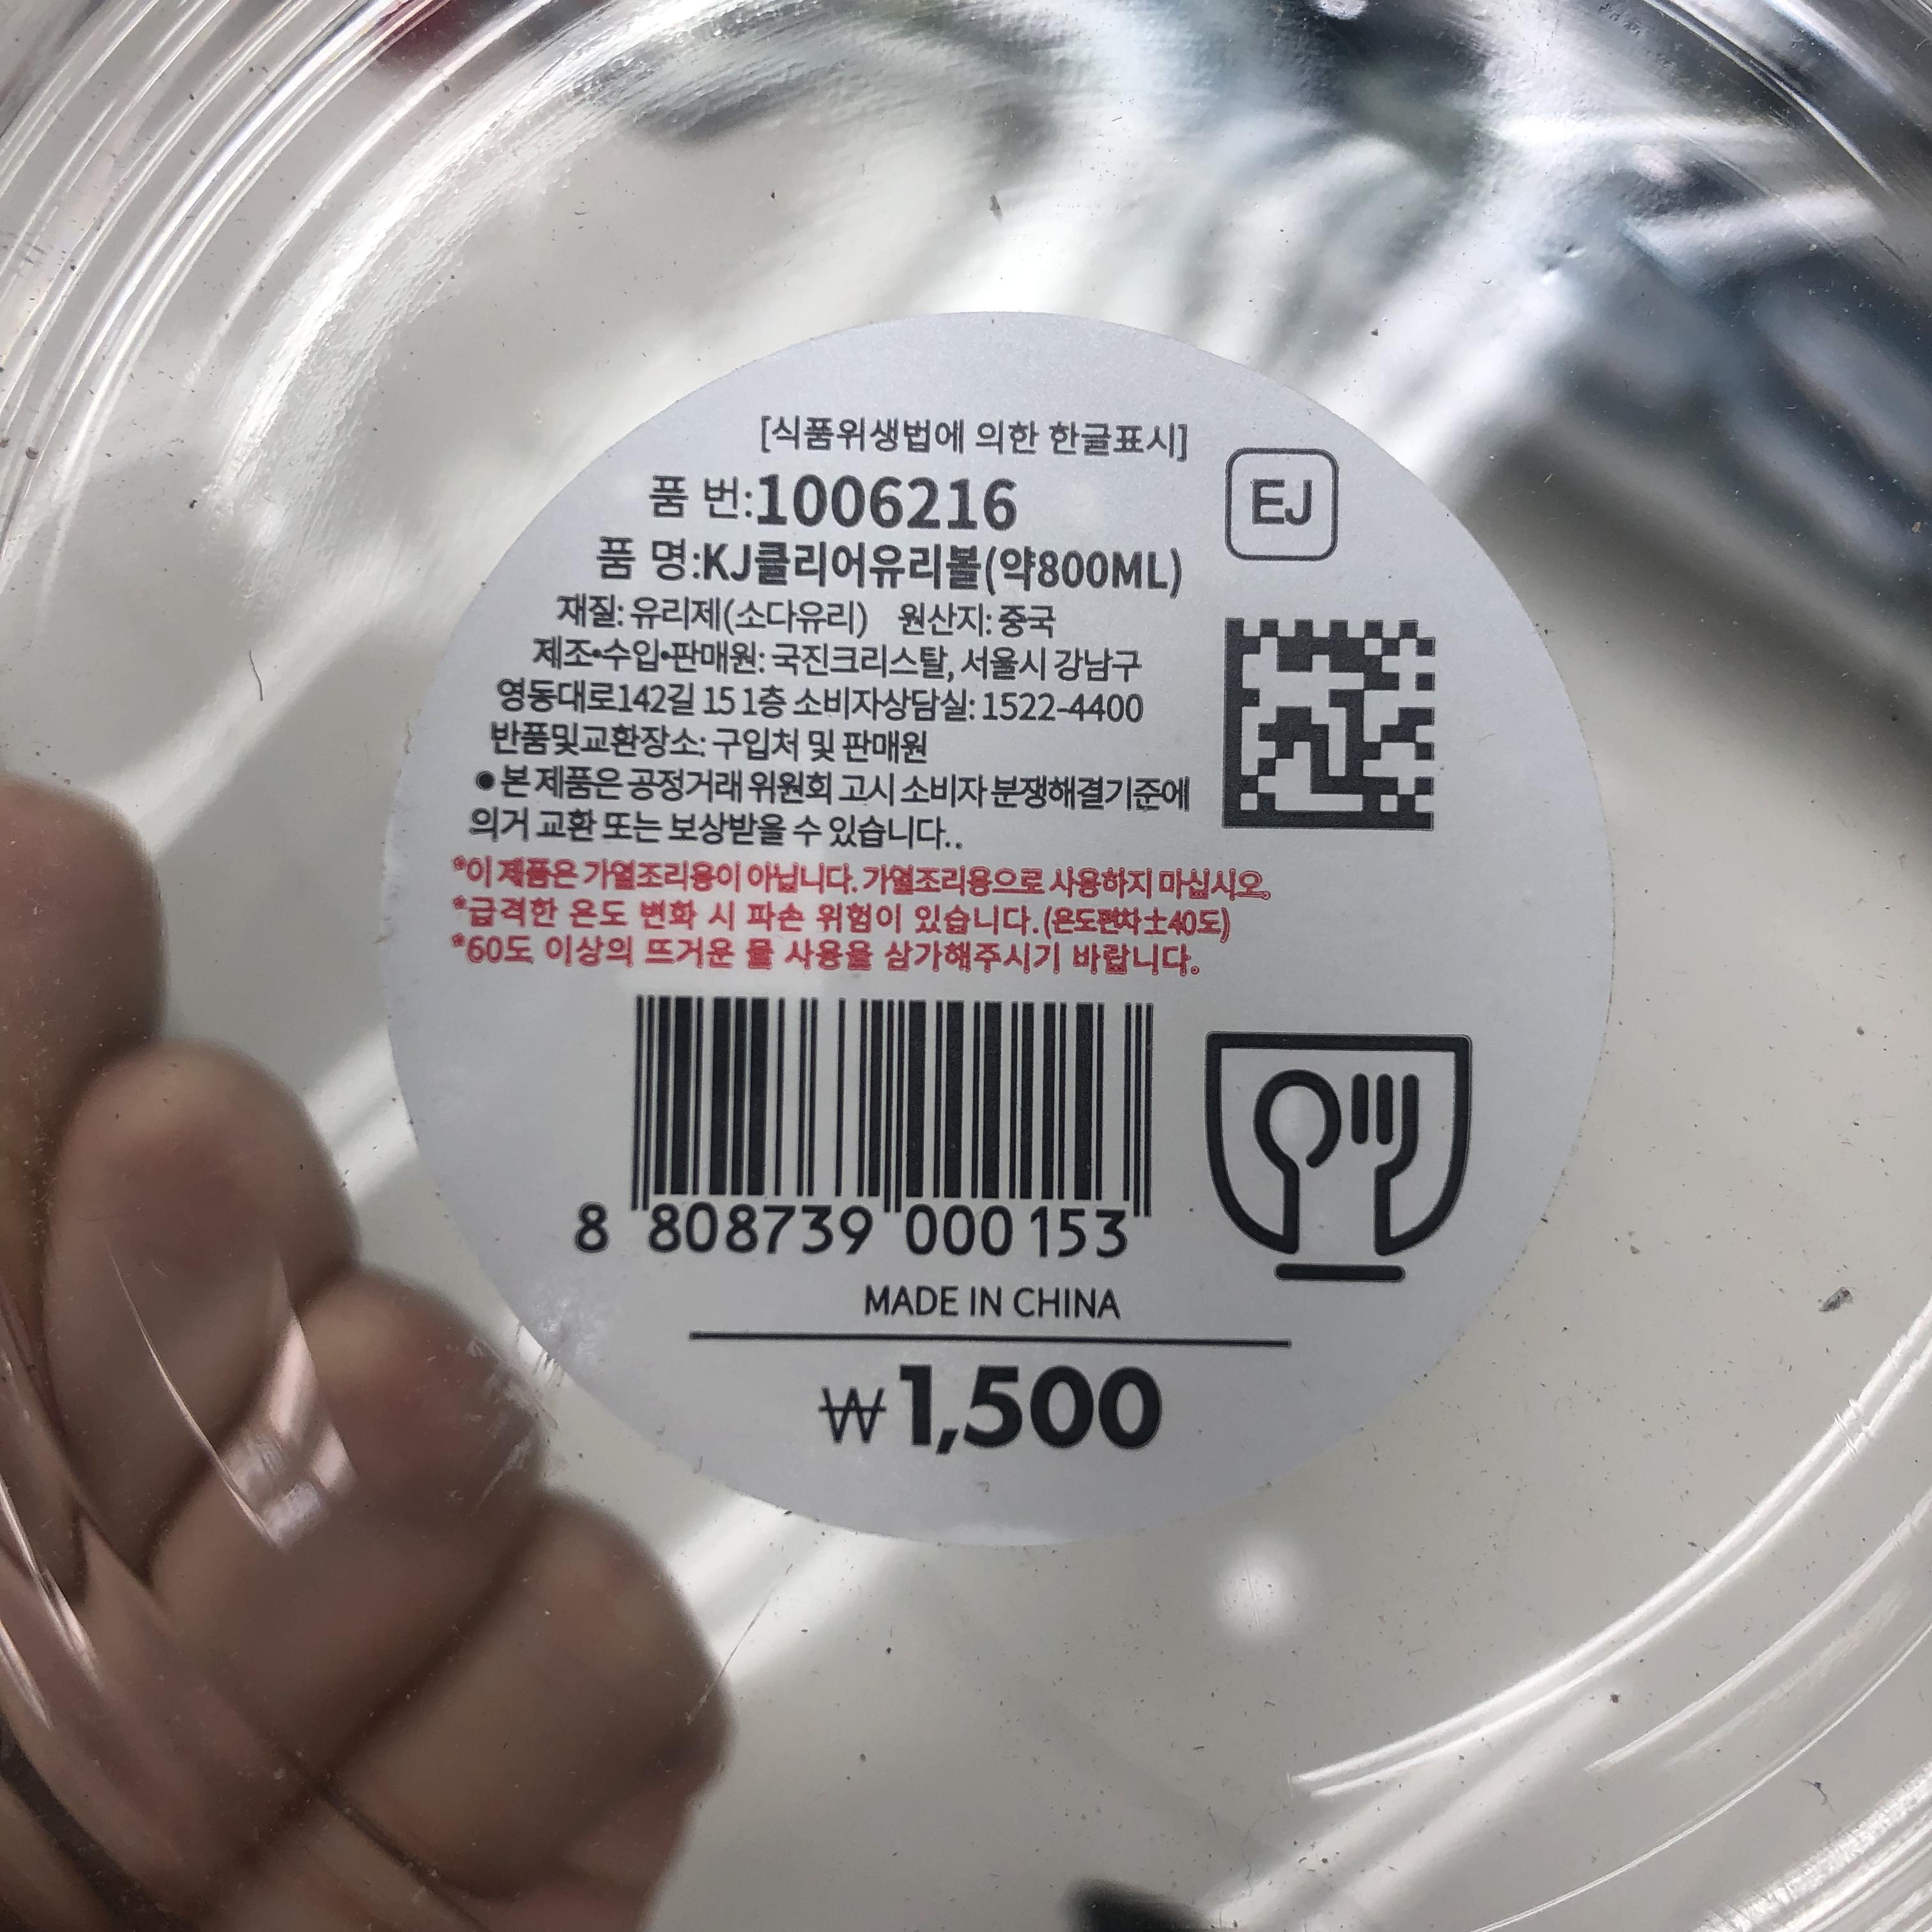 [식품위생법에 의한 한글표시]
EJ
품 번:1006216
품 명:KJ클리어유리볼(약800ML)
재질: 유리제(소다유리) 원산지: 중국
제조•수입•판매원: 국진크리스탈, 서울시 강남구
영동대로142길 15 1층 소비자상담실: 1522-4400
반품및교환장소: 구입처 및 판매원
●본 제품은 공정거래 위원회 고시 소비자 분쟁해결기준에
의거 교환 또는 보상받을 수 있습니다..
*이 제품은 가열조리용이 아닙니다. 가열조리용으로 사용하지 마십시오.
*급격한 온도 변화 시 파손 위험이 있습니다.(온도편차±40도)
*60도 이상의 뜨거운 물 사용을 삼가해주시기 바랍니다.
8 808739 000153
MADE IN CHINA
₩1,500